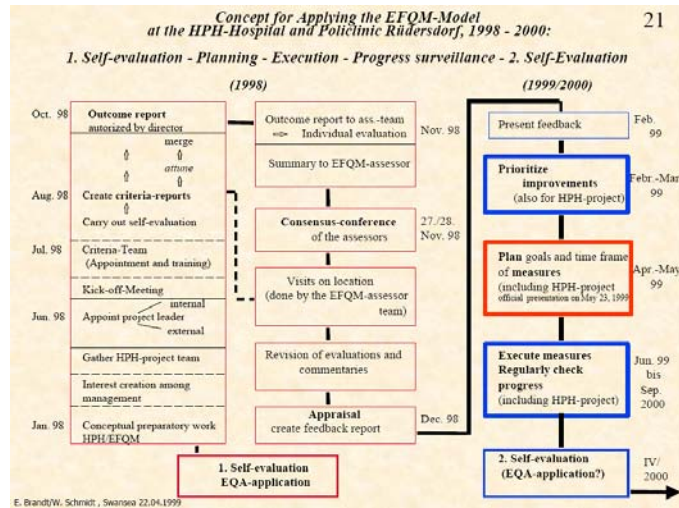 Concept for Applying the EFQM-Model
at the HPH-Hospital and Policlinic Rüdersdorf, 1998 - 2000:
21
1. Self-evaluation - Planning - Execution - Progress surveillance - 2. Self-Evaluation
(1998)
(1999/2000)
Oct. 98
Outcome report
autorized by director
merge
attune
Aug. 98
Create criteria-reports
Carry out self-evaluation
Jul. 98
Criteria-Team
(Appointment and training)
Kick-off-Meeting
internal
Jun. 98
Appoint project leader
external
Gather HPH-project team
Interest creation among
management
Jan. 98
Conceptual preparatory work
HPH/EFQM
Outcome report to ass.-team
Individual evaluation
Nov. 98
Summary to EFQM-assessor
Consensus-conference
of the assessors
27./28.
Nov. 98
Visits on location
(done by the EFQM-assessor
team)
Revision of evaluations and
commentaries
Appraisal
create feedback report
Dec. 98
1. Self-evaluation
EQA-application
Present feedback
Feb.
99
Prioritize
improvements
(also for HPH-project)
Febr.-Mar
99
Plan goals and time frame
of measures
(including HPH-project
official presentation on May 23, 1999)
Apr.-May
99
Execute measures
Regularly check
progress
(including HPH-project)
Jun. 99
bis
Sep.
2000
2. Self-evaluation
(EQA-application?)
IV/
2000
E. Brandt/W. Schmidt , Swansea 22.04.1999